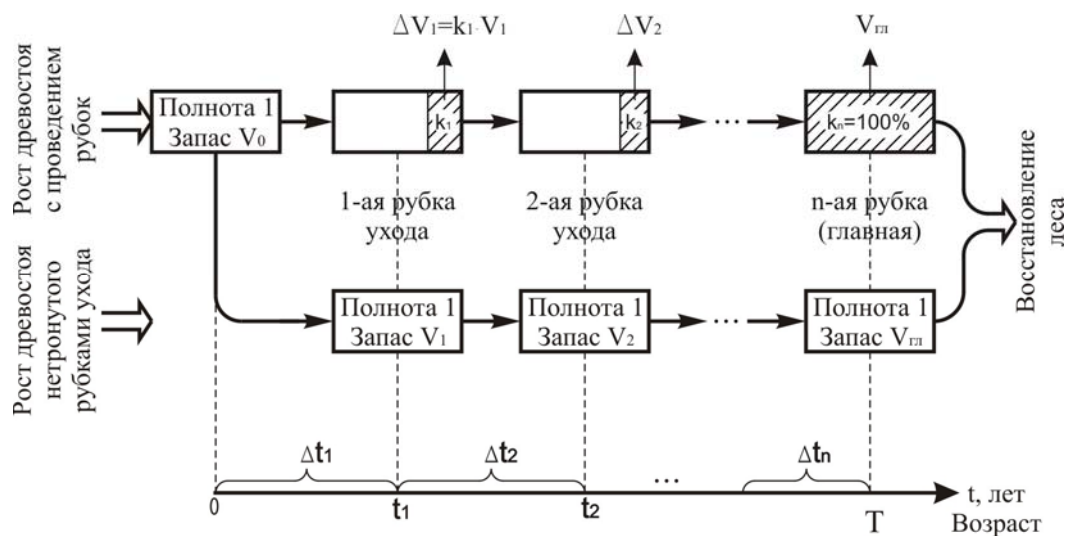 ΔV₁=k₁·V₁
ΔV₂
Vгл
Рост древостоя
с проведением
рубок
Полнота 1
Запас V₀
k₁
k₂
...
kₙ=100%
1-ая рубка
ухода
2-ая рубка
ухода
n-ая рубка
(главная)
Восстановление
леса
Рост древостоя
нетронутого
рубками ухода
Полнота 1
Запас V₁
Полнота 1
Запас V₂
...
Полнота 1
Запас Vгл
Δt₁
Δt₂
...
Δtₙ
0
t₁
t₂
T
t, лет
Возраст